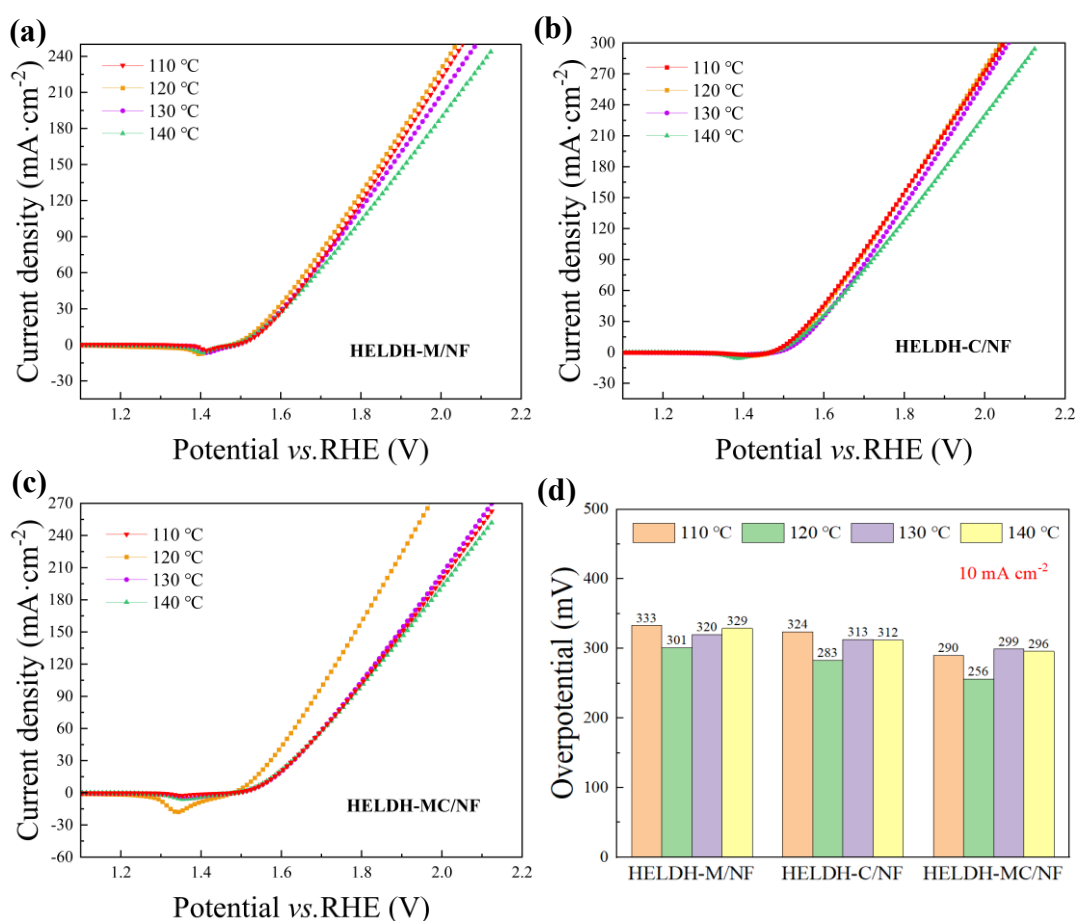 (a)
Current density (mA·cm-2)
240
210
180
150
120
90
60
30
0
-30
110 ℃
120 ℃
130 ℃
140 ℃
HELDH-M/NF
1.2 1.4 1.6 1.8 2.0 2.2
Potential vs.RHE (V)
(b)
Current density (mA·cm-2)
300
270
240
210
180
150
120
90
60
30
0
-30
110 ℃
120 ℃
130 ℃
140 ℃
HELDH-C/NF
1.2 1.4 1.6 1.8 2.0 2.2
Potential vs.RHE (V)
(c)
Current density (mA·cm-2)
270
240
210
180
150
120
90
60
30
0
-30
-60
110 ℃
120 ℃
130 ℃
140 ℃
HELDH-MC/NF
1.2 1.4 1.6 1.8 2.0 2.2
Potential vs.RHE (V)
(d)
Overpotential (mV)
500
400
300
200
100
0
110 ℃ 120 ℃ 130 ℃ 140 ℃
10 mA cm-2
333 301 320 329 324 283 313 312 290 256 299 296
HELDH-M/NF HELDH-C/NF HELDH-MC/NF